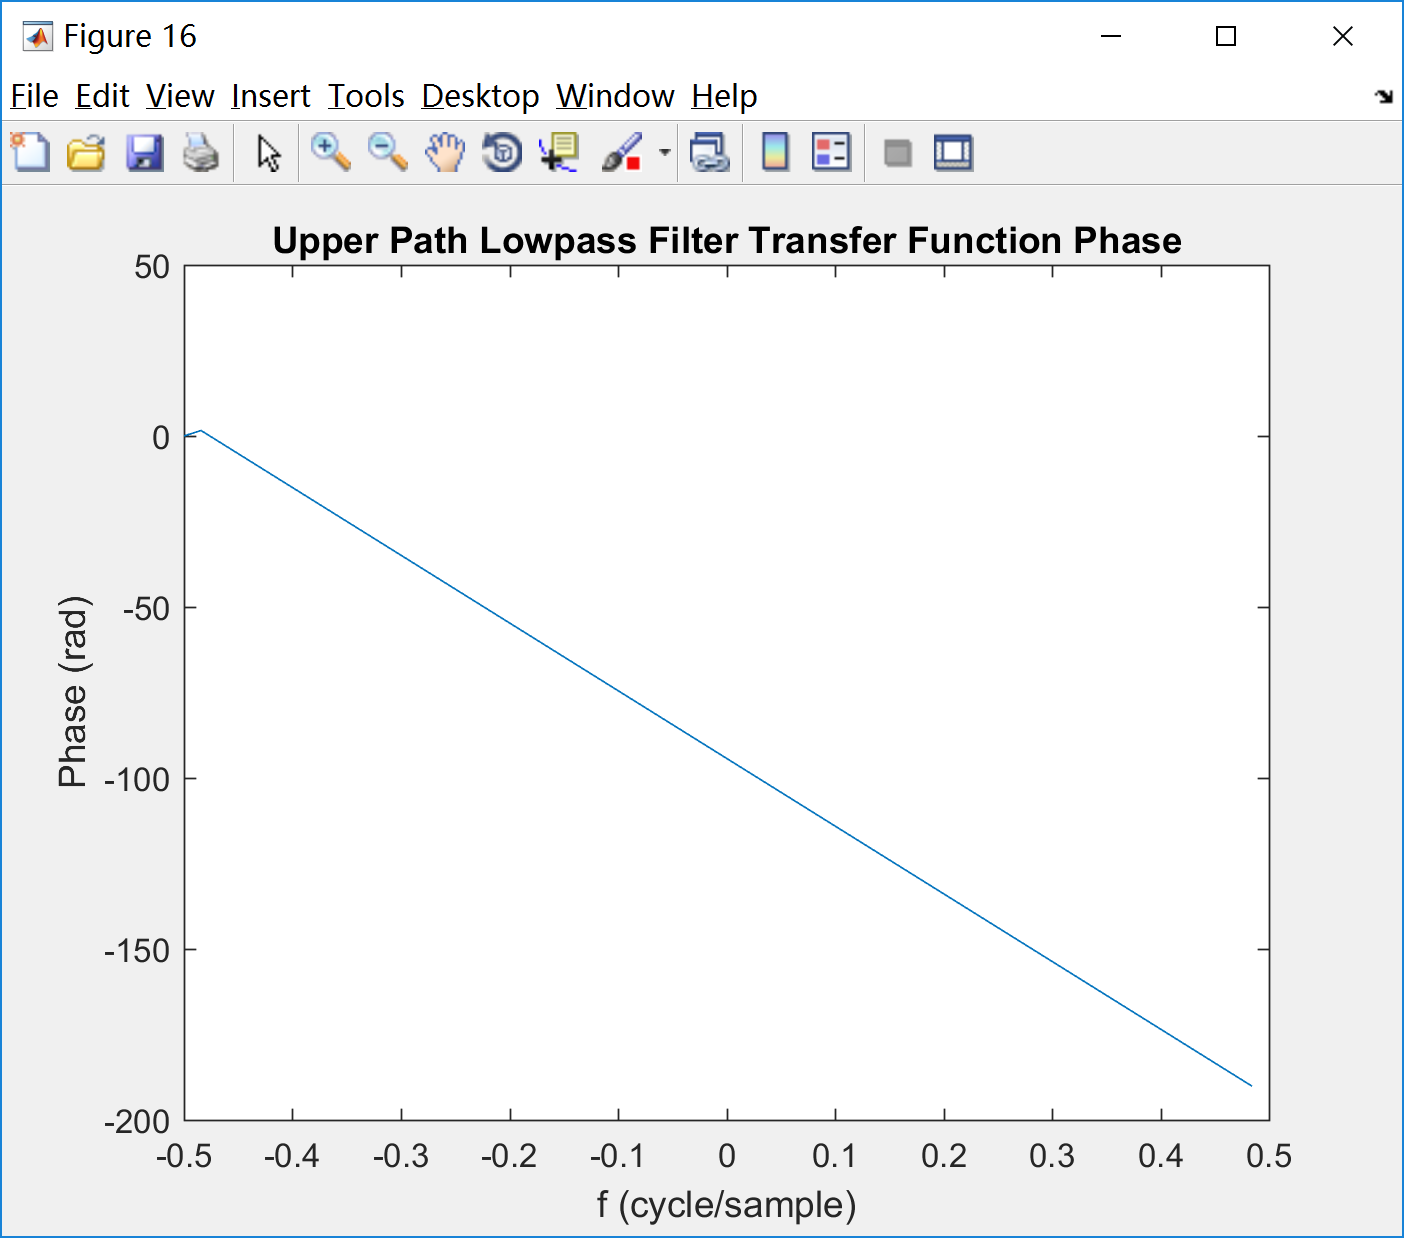 Figure 16
File Edit View Insert Tools Desktop Window Help
Upper Path Lowpass Filter Transfer Function Phase
50
0
-50
-100
-150
-200
Phase (rad)
-0.5 -0.4 -0.3 -0.2 -0.1 0 0.1 0.2 0.3 0.4 0.5
f (cycle/sample)